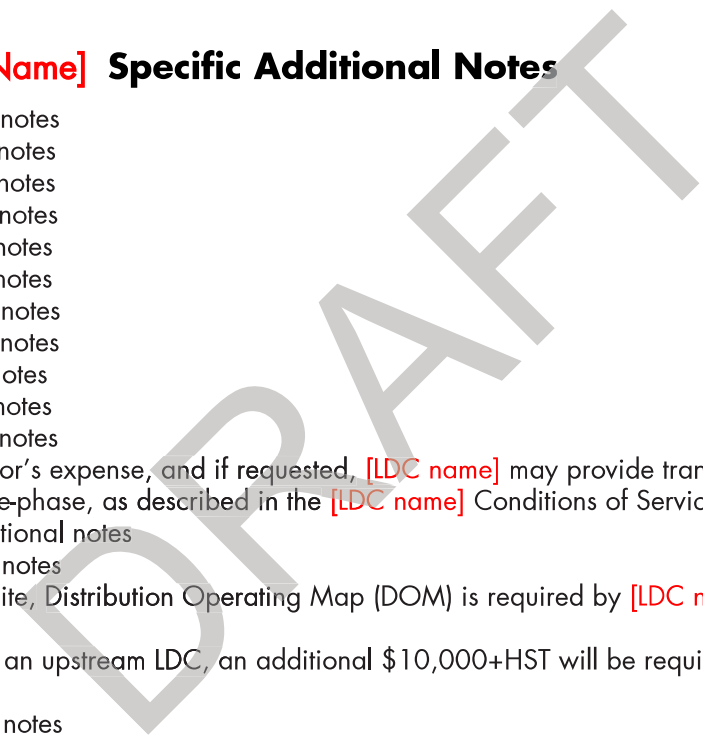 Name] Specific Additional Notes
notes
notes
notes
notes
notes
notes
notes
notes
otes
notes
notes
or's expense, and if requested, [LDC name] may provide tran
e-phase, as described in the [LDC name] Conditions of Servic
tional notes
notes
ite, Distribution Operating Map (DOM) is required by [LDC n
an upstream LDC, an additional $10,000+HST will be requi
notes
DRAFT